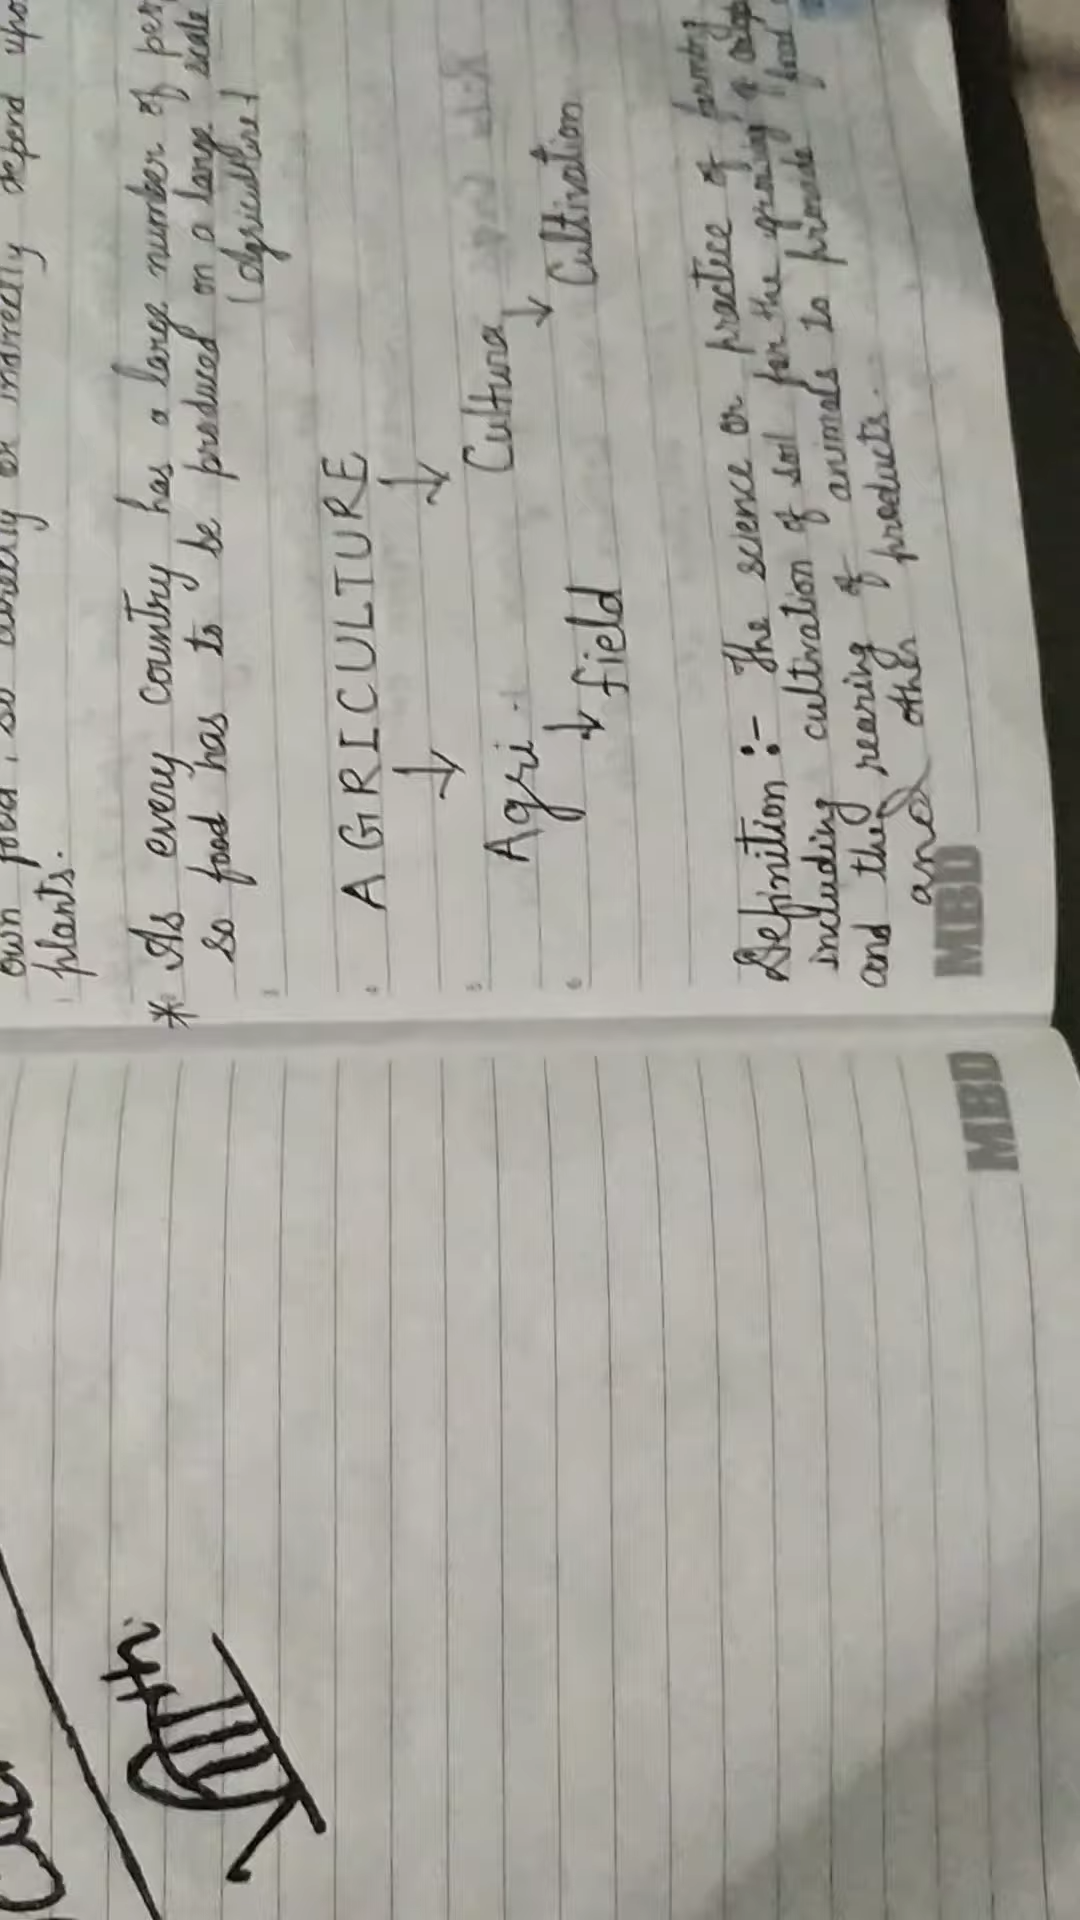 own food, so directly or indirectly depend upo
plants.
* As every country has a large number of per
so food has to be produced on a large scale
(Agriculture)
AGRICULTURE
↓ ↓
Agri Cultura
↓ ↓
field Cultivation
Definition :- The science or practice of farming
including cultivation of soil for the growing of crops
and the rearing of animals to provide food
and other products.
MBD
MBD
VIIIth